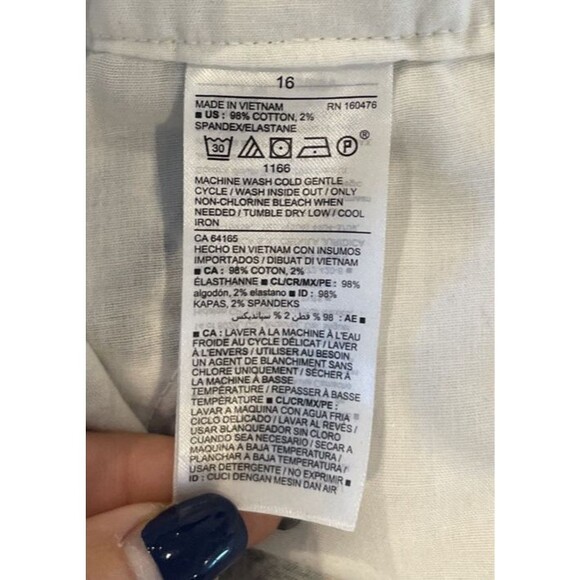 16
MADE IN VIETNAM RN 160476
■ US: 98% COTTON, 2%
SPANDEX/ELASTANE
30 P ®
1166
MACHINE WASH COLD GENTLE
CYCLE / WASH INSIDE OUT / ONLY
NON-CHLORINE BLEACH WHEN
NEEDED / TUMBLE DRY LOW / COOL
IRON
CA 64165
HECHO EN VIETNAM CON INSUMOS
IMPORTADOS / DIBUAT DI VIETNAM
■ CA : 98% COTON, 2%
ÉLASTHANNE ■ CL/CR/MX/PE : 98%
algodón, 2% elastano ■ ID : 98%
KAPAS, 2% SPANDEKS
■ AE : 98 % قطن 2 % سباندیکس
■ CA : LAVER À LA MACHINE À L'EAU
FROIDE AU CYCLE DÉLICAT / LAVER
À L'ENVERS / UTILISER AU BESOIN
UN AGENT DE BLANCHIMENT SANS
CHLORE UNIQUEMENT / SÉCHER À
LA MACHINE À BASSE
TEMPÉRATURE / REPASSER À BASSE
TEMPÉRATURE ■ CL/CR/MX/PE :
LAVAR A MAQUINA CON AGUA FRIA
CICLO DELICADO / LAVAR AL REVÉS /
USAR BLANQUEADOR SIN CLORO
CUANDO SEA NECESARIO / SECAR A
MAQUINA A BAJA TEMPERATURA /
PLANCHAR A BAJA TEMPERATURA /
USAR DETERGENTE / NO EXPRIMIR ■
ID : CUCI DENGAN MESIN DAN AIR